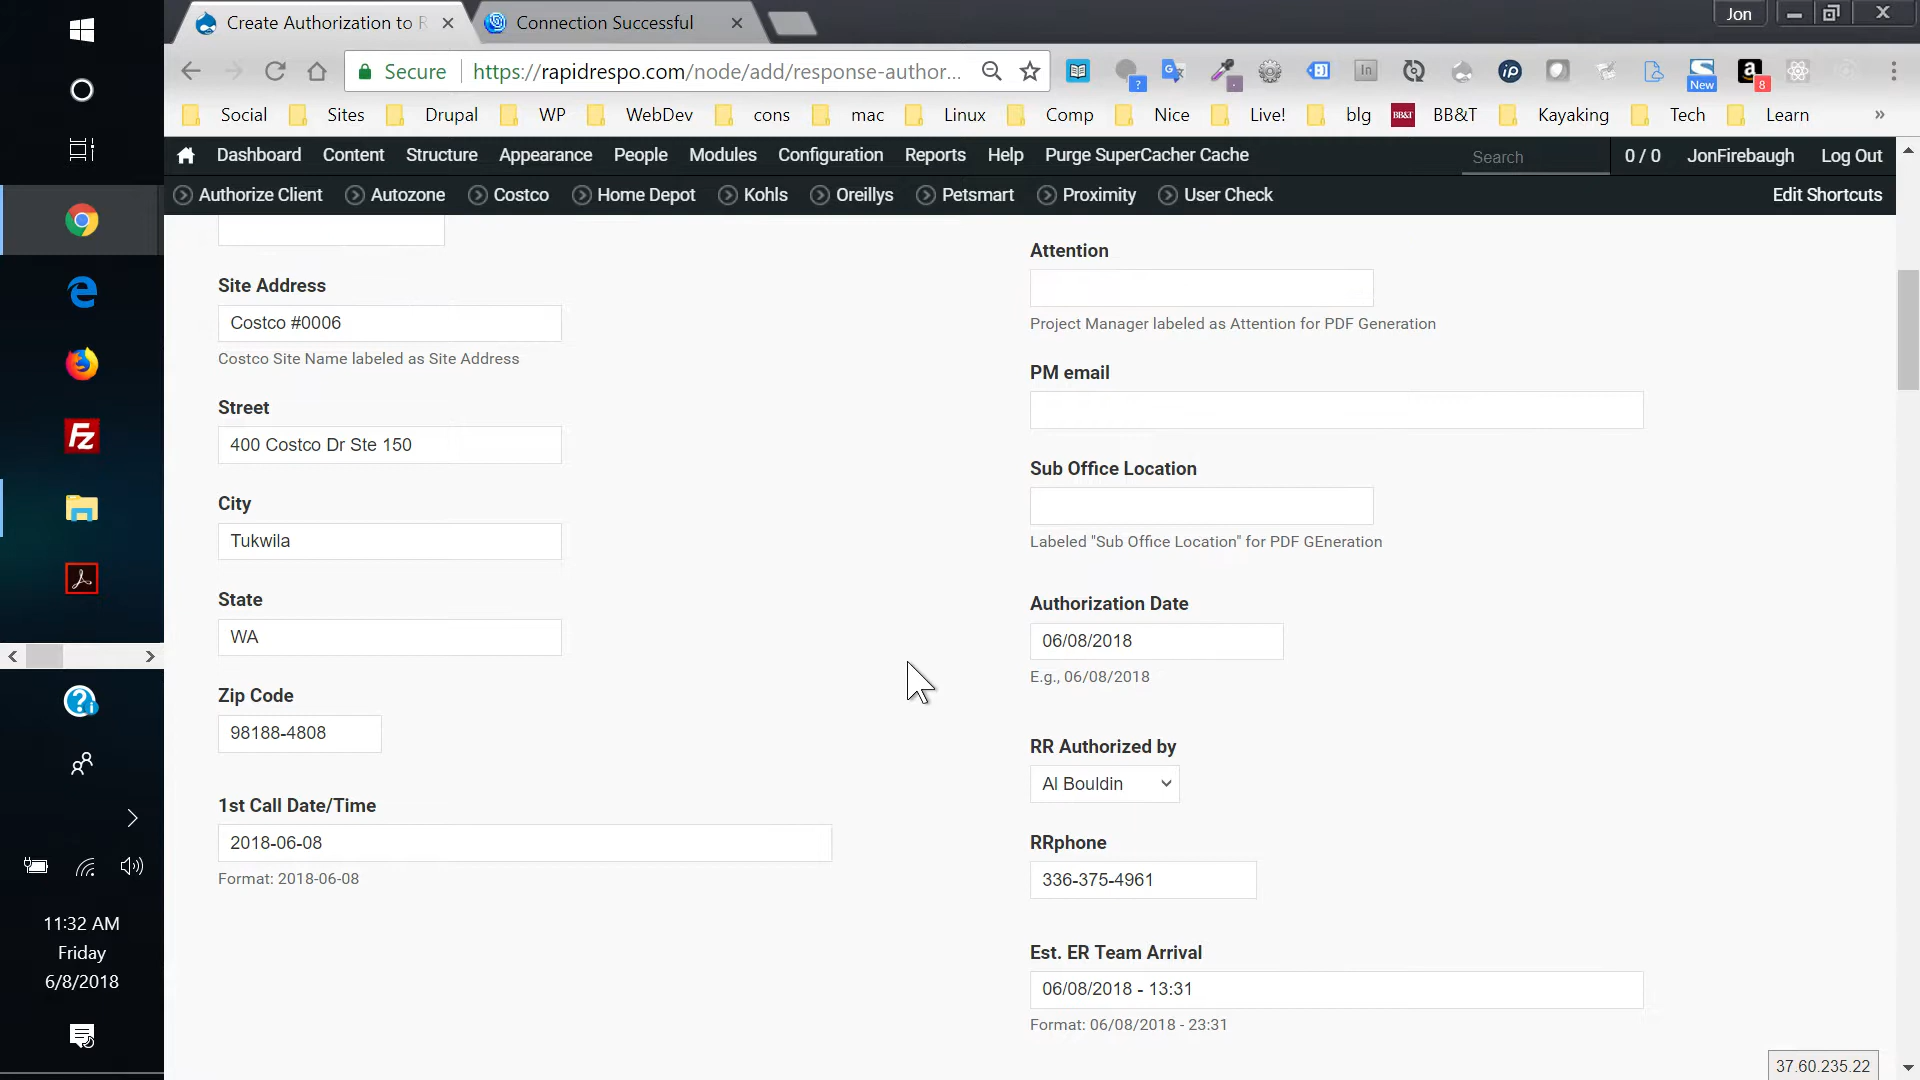 Create Authorization to R
Connection Successful
Jon
Secure
https://rapidrespo.com/node/add/response-author...
?
In
iP
New
8
Social
Sites
Drupal
WP
WebDev
cons
mac
Linux
Comp
Nice
Live!
blg
BB&T
BB&T
Kayaking
Tech
Learn
»
Dashboard
Content
Structure
Appearance
People
Modules
Configuration
Reports
Help
Purge SuperCacher Cache
Search
0 / 0
JonFirebaugh
Log Out
Authorize Client
Autozone
Costco
Home Depot
Kohls
Oreillys
Petsmart
Proximity
User Check
Edit Shortcuts
Site Address
Costco #0006
Costco Site Name labeled as Site Address
Street
400 Costco Dr Ste 150
City
Tukwila
State
WA
Zip Code
98188-4808
1st Call Date/Time
2018-06-08
Format: 2018-06-08
Attention
Project Manager labeled as Attention for PDF Generation
PM email
Sub Office Location
Labeled "Sub Office Location" for PDF GEneration
Authorization Date
06/08/2018
E.g., 06/08/2018
RR Authorized by
Al Bouldin
RRphone
336-375-4961
Est. ER Team Arrival
06/08/2018 - 13:31
Format: 06/08/2018 - 23:31
37.60.235.22
Fz
11:32 AM
Friday
6/8/2018